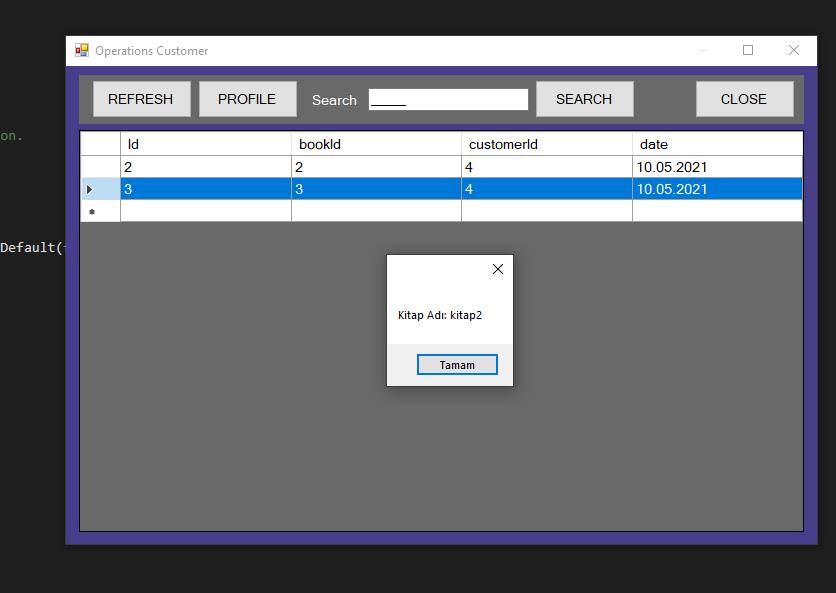 Operations Customer
REFRESH PROFILE Search _____ SEARCH CLOSE
on.
Id bookId customerId date
2 2 4 10.05.2021
3 3 4 10.05.2021
*
Default(
Kitap Adı: kitap2
Tamam